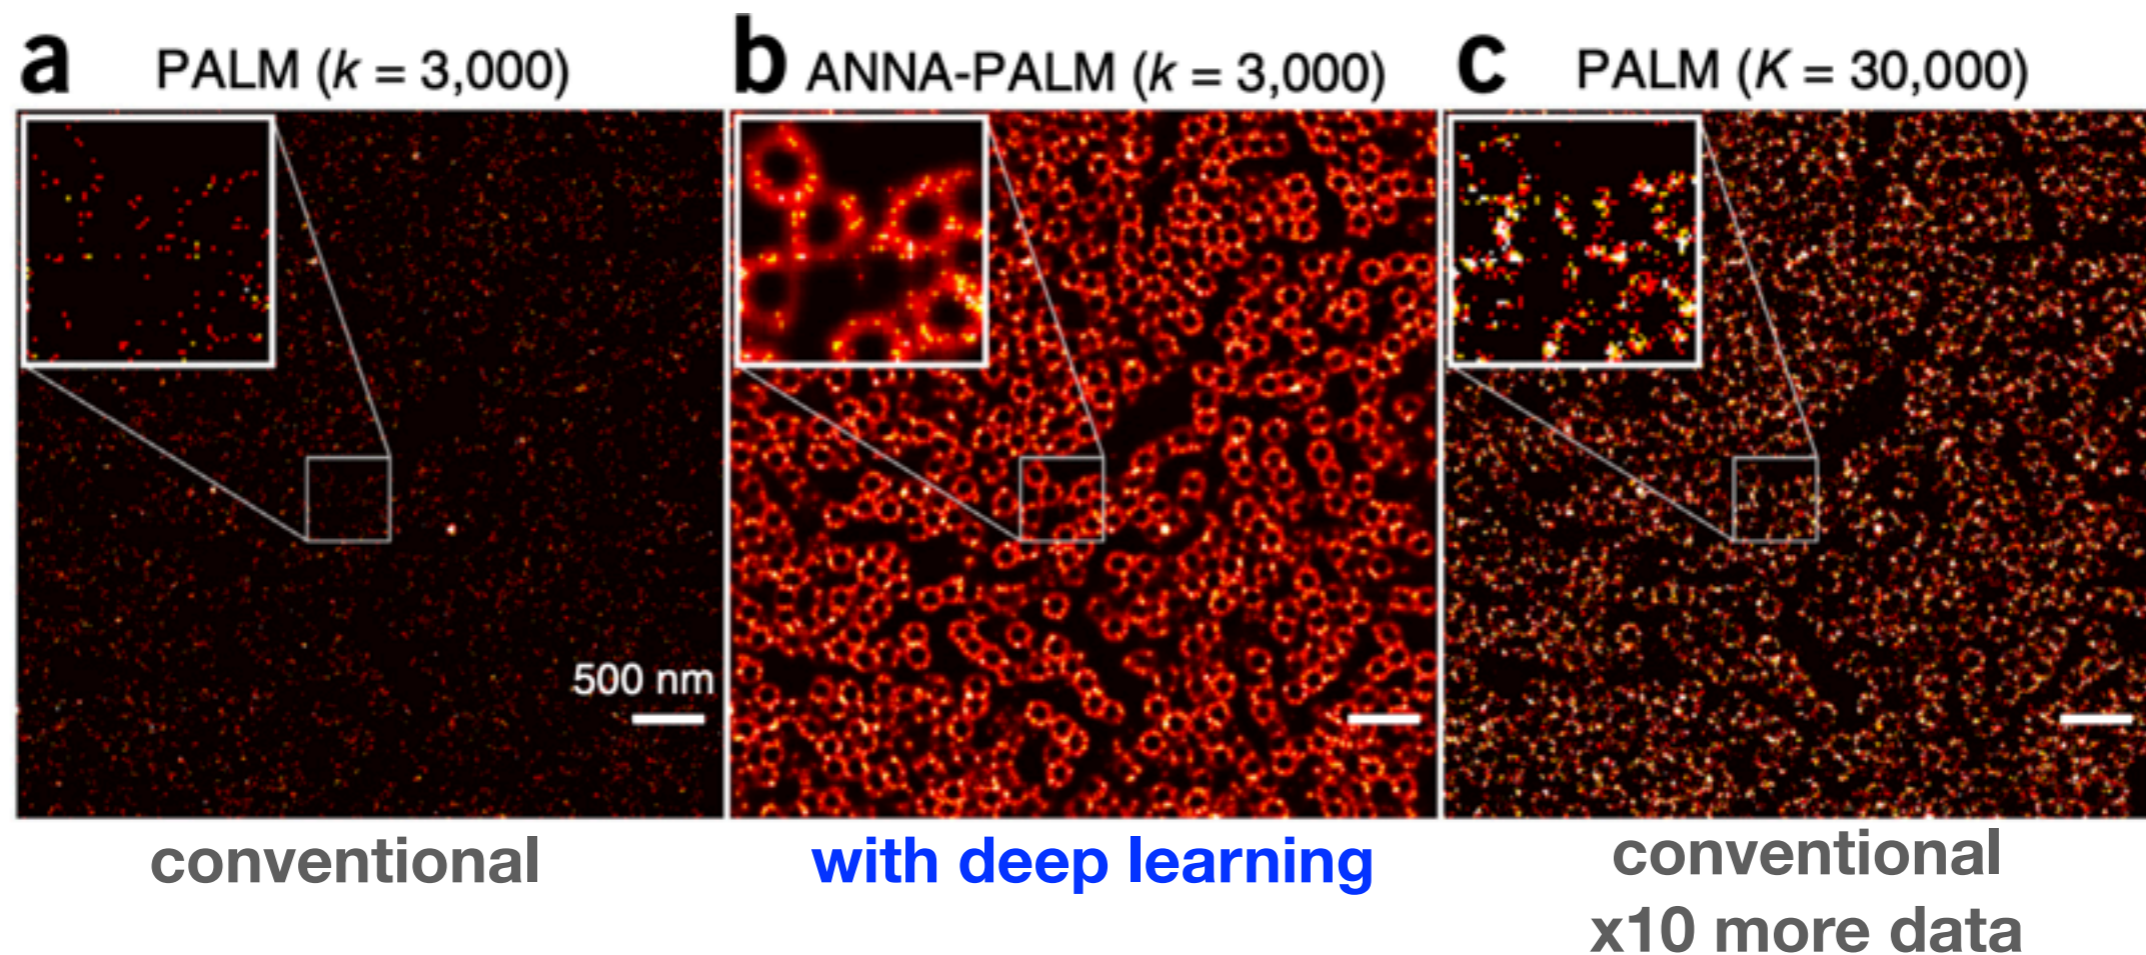 a PALM (k = 3,000)
b ANNA-PALM (k = 3,000)
c PALM (K = 30,000)
500 nm
conventional
with deep learning
conventional
x10 more data